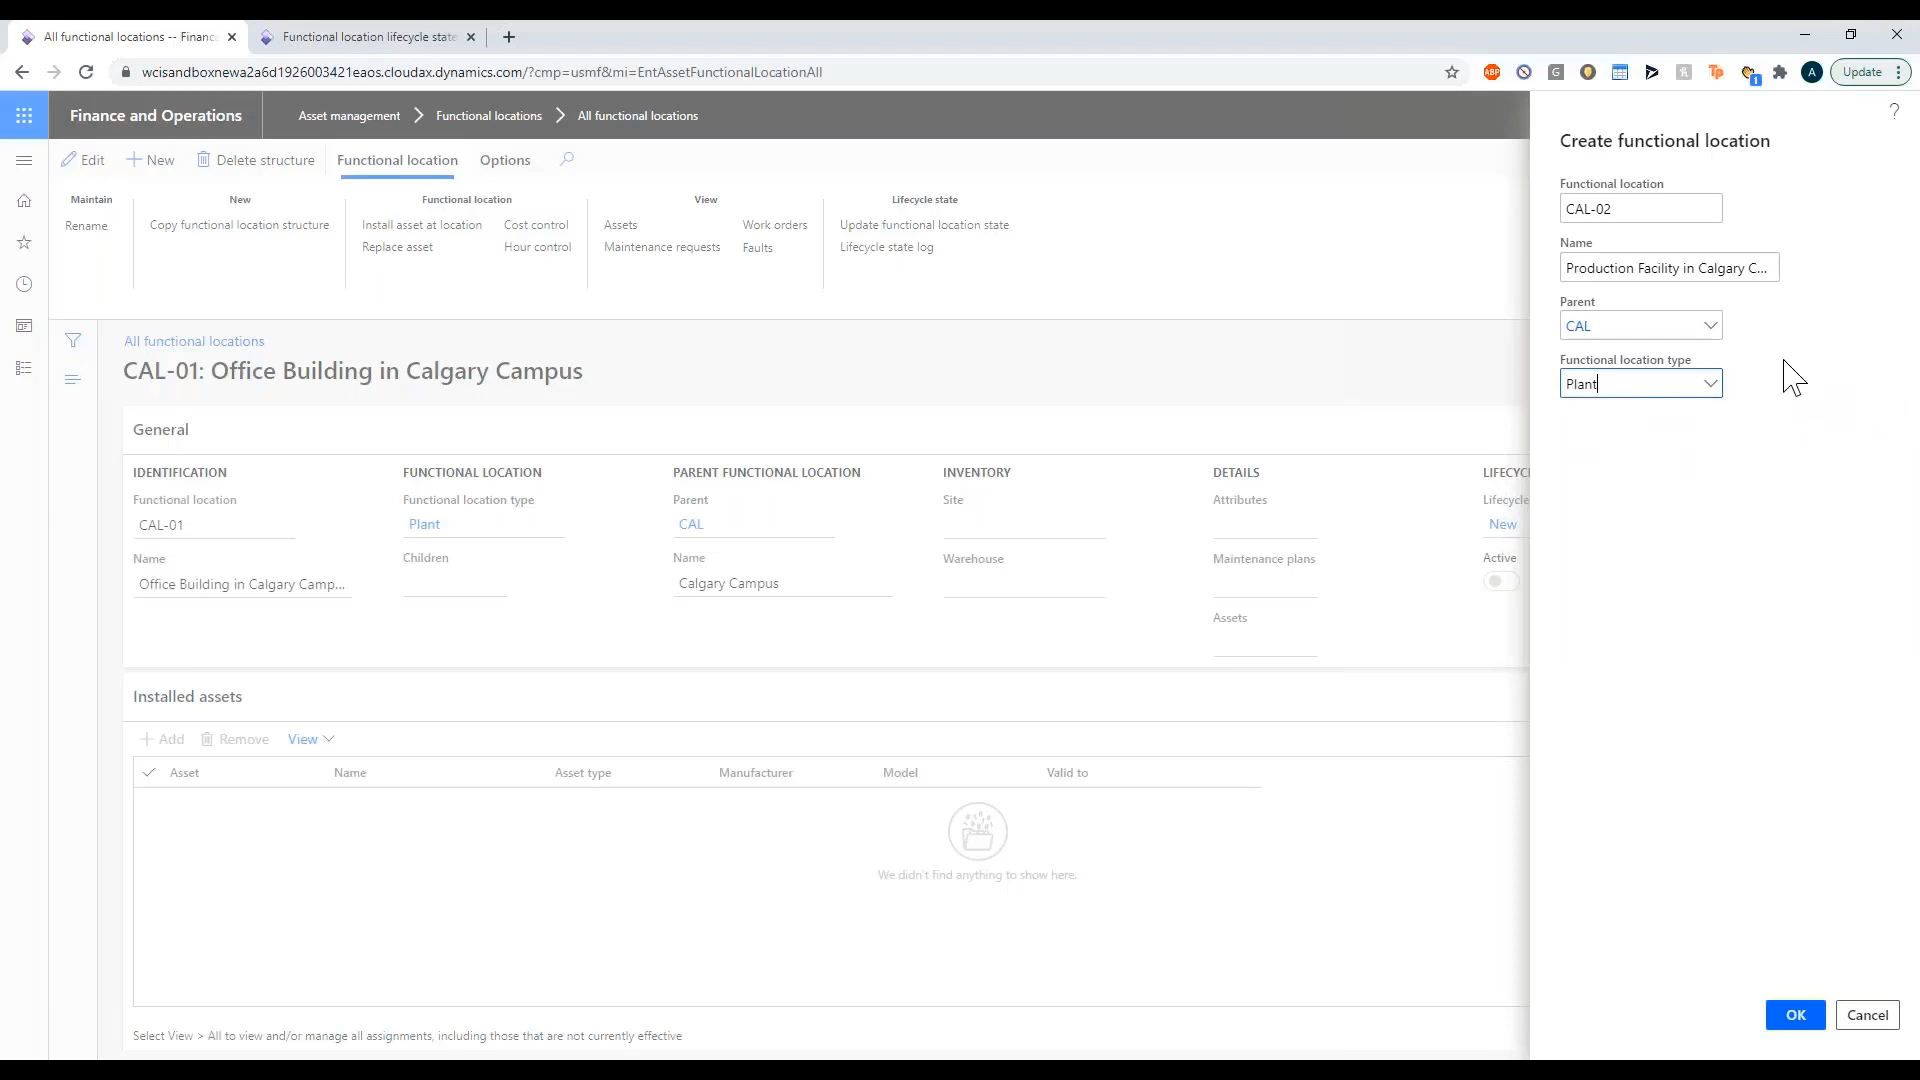 All functional locations -- Finance
Functional location lifecycle state
wcisandboxnewa2a6d1926003421eaos.cloudax.dynamics.com/?cmp=usmf&mi=EntAssetFunctionalLocationAll
ABP
G
Tp
1
A
Update
Finance and Operations
Asset management
Functional locations
All functional locations
?
Edit
New
Delete structure
Functional location
Options
Maintain
New
Functional location
View
Lifecycle state
Rename
Copy functional location structure
Install asset at location
Cost control
Assets
Work orders
Update functional location state
Replace asset
Hour control
Maintenance requests
Faults
Lifecycle state log
All functional locations
CAL-01: Office Building in Calgary Campus
General
IDENTIFICATION
Functional location
CAL-01
Name
Office Building in Calgary Camp...
FUNCTIONAL LOCATION
Functional location type
Plant
Children
PARENT FUNCTIONAL LOCATION
Parent
CAL
Name
Calgary Campus
INVENTORY
Site
Warehouse
DETAILS
Attributes
Maintenance plans
Assets
LIFECYC
Lifecycle
New
Active
Installed assets
Add
Remove
View
Asset
Name
Asset type
Manufacturer
Model
Valid to
We didn't find anything to show here.
Select View > All to view and/or manage all assignments, including those that are not currently effective
Create functional location
Functional location
CAL-02
Name
Production Facility in Calgary C...
Parent
CAL
Functional location type
Plant
OK
Cancel